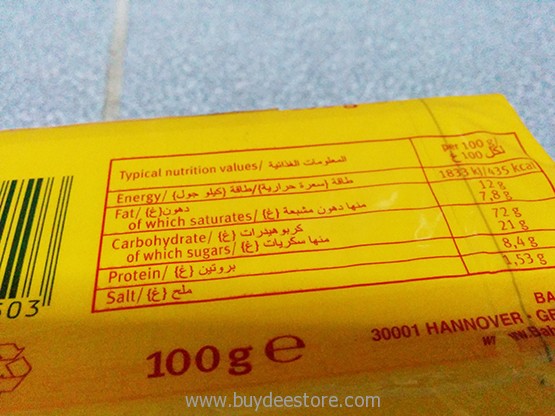 Typical nutrition values/ المعلومات الغذائية
per 100 g/
لكل 100 غ
Energy/ طاقة (سعرة حرارية)/طاقة (كيلو جول) 1833 kJ/435 kcal
Fat/ دهون(غ) 12 g
of which saturates/ منها دهون مشبعة (غ) 7,8 g
Carbohydrate/ كربوهيدرات (غ) 72 g
of which sugars/ منها سكريات (غ) 21 g
Protein/ بروتين (غ) 8,4 g
Salt/ ملح (غ) 1,53 g
503
BA
30001 HANNOVER · GE
100 g e
www.buydeestore.com